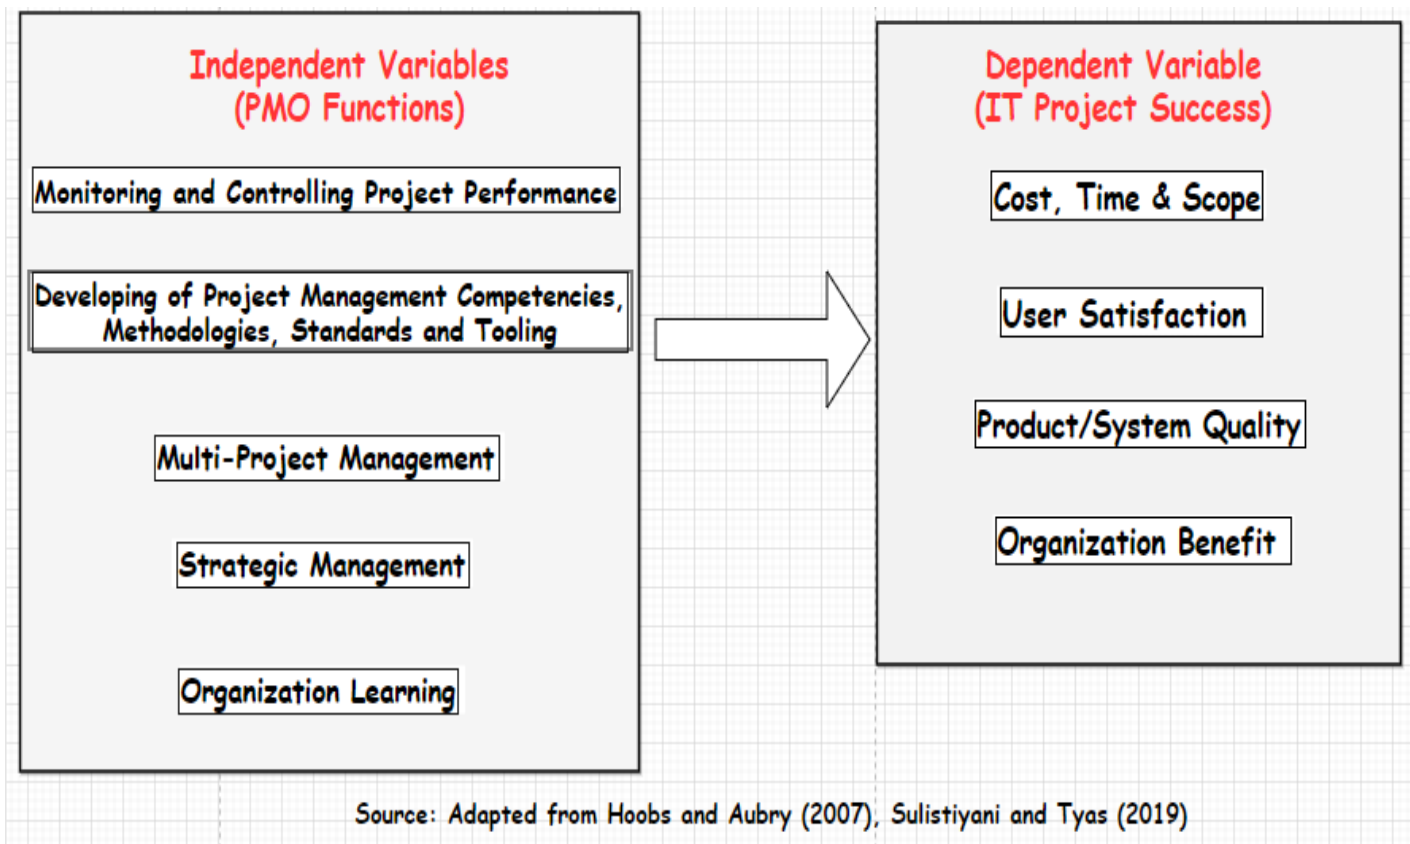 Independent Variables
(PMO Functions)
Monitoring and Controlling Project Performance
Developing of Project Management Competencies,
Methodologies, Standards and Tooling
Multi-Project Management
Strategic Management
Organization Learning
Dependent Variable
(IT Project Success)
Cost, Time & Scope
User Satisfaction
Product/System Quality
Organization Benefit
Source: Adapted from Hoobs and Aubry (2007), Sulistiyani and Tyas (2019)